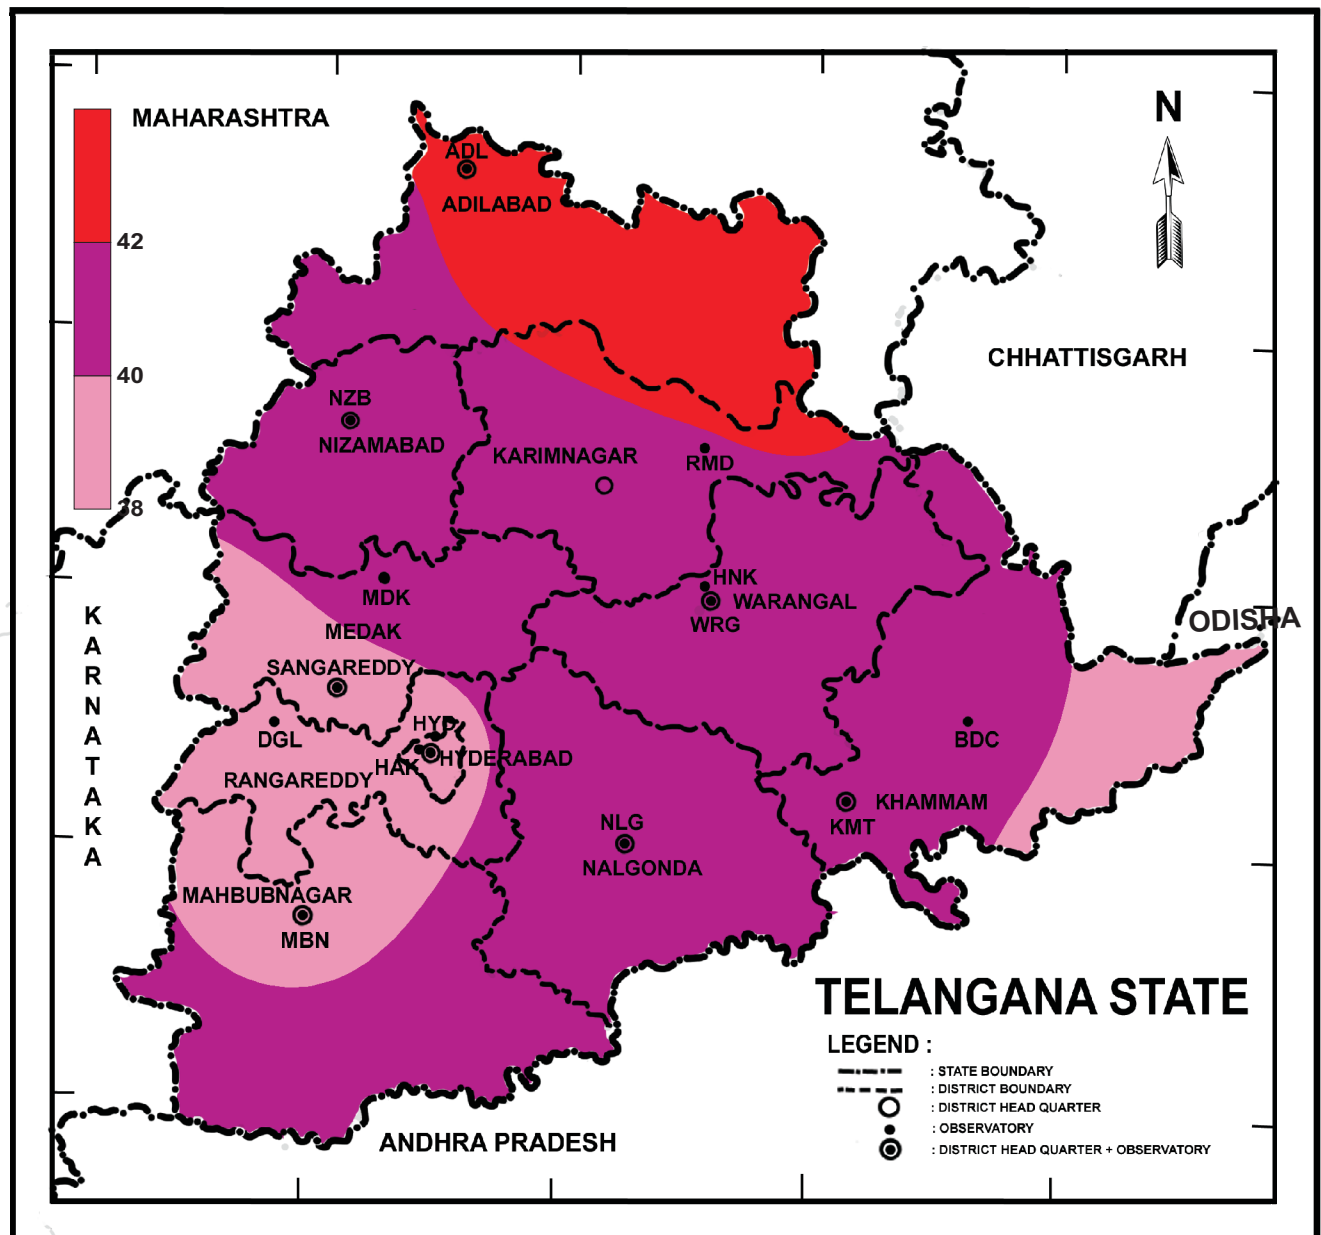 MAHARASHTRA
N
ADL
ADILABAD
42
CHHATTISGARH
40
NZB
NIZAMABAD
KARIMNAGAR
RMD
38
HNK
WARANGAL
WRG
MDK
MEDAK
KARNATAKA
ODISHA
SANGAREDDY
DGL
HYD
HAK
HYDERABAD
RANGAREDDY
BDC
KHAMMAM
KMT
NLG
NALGONDA
MAHBUBNAGAR
MBN
TELANGANA STATE
LEGEND :
: STATE BOUNDARY
: DISTRICT BOUNDARY
: DISTRICT HEAD QUARTER
: OBSERVATORY
: DISTRICT HEAD QUARTER + OBSERVATORY
ANDHRA PRADESH